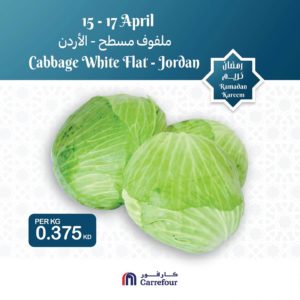 15 - 17 April
ملفوف مسطح - الأردن
Cabbage White Flat - Jordan
رمضان
كريم
Ramadan
Kareem
PER KG
0.375 KD
كارفور
Carrefour